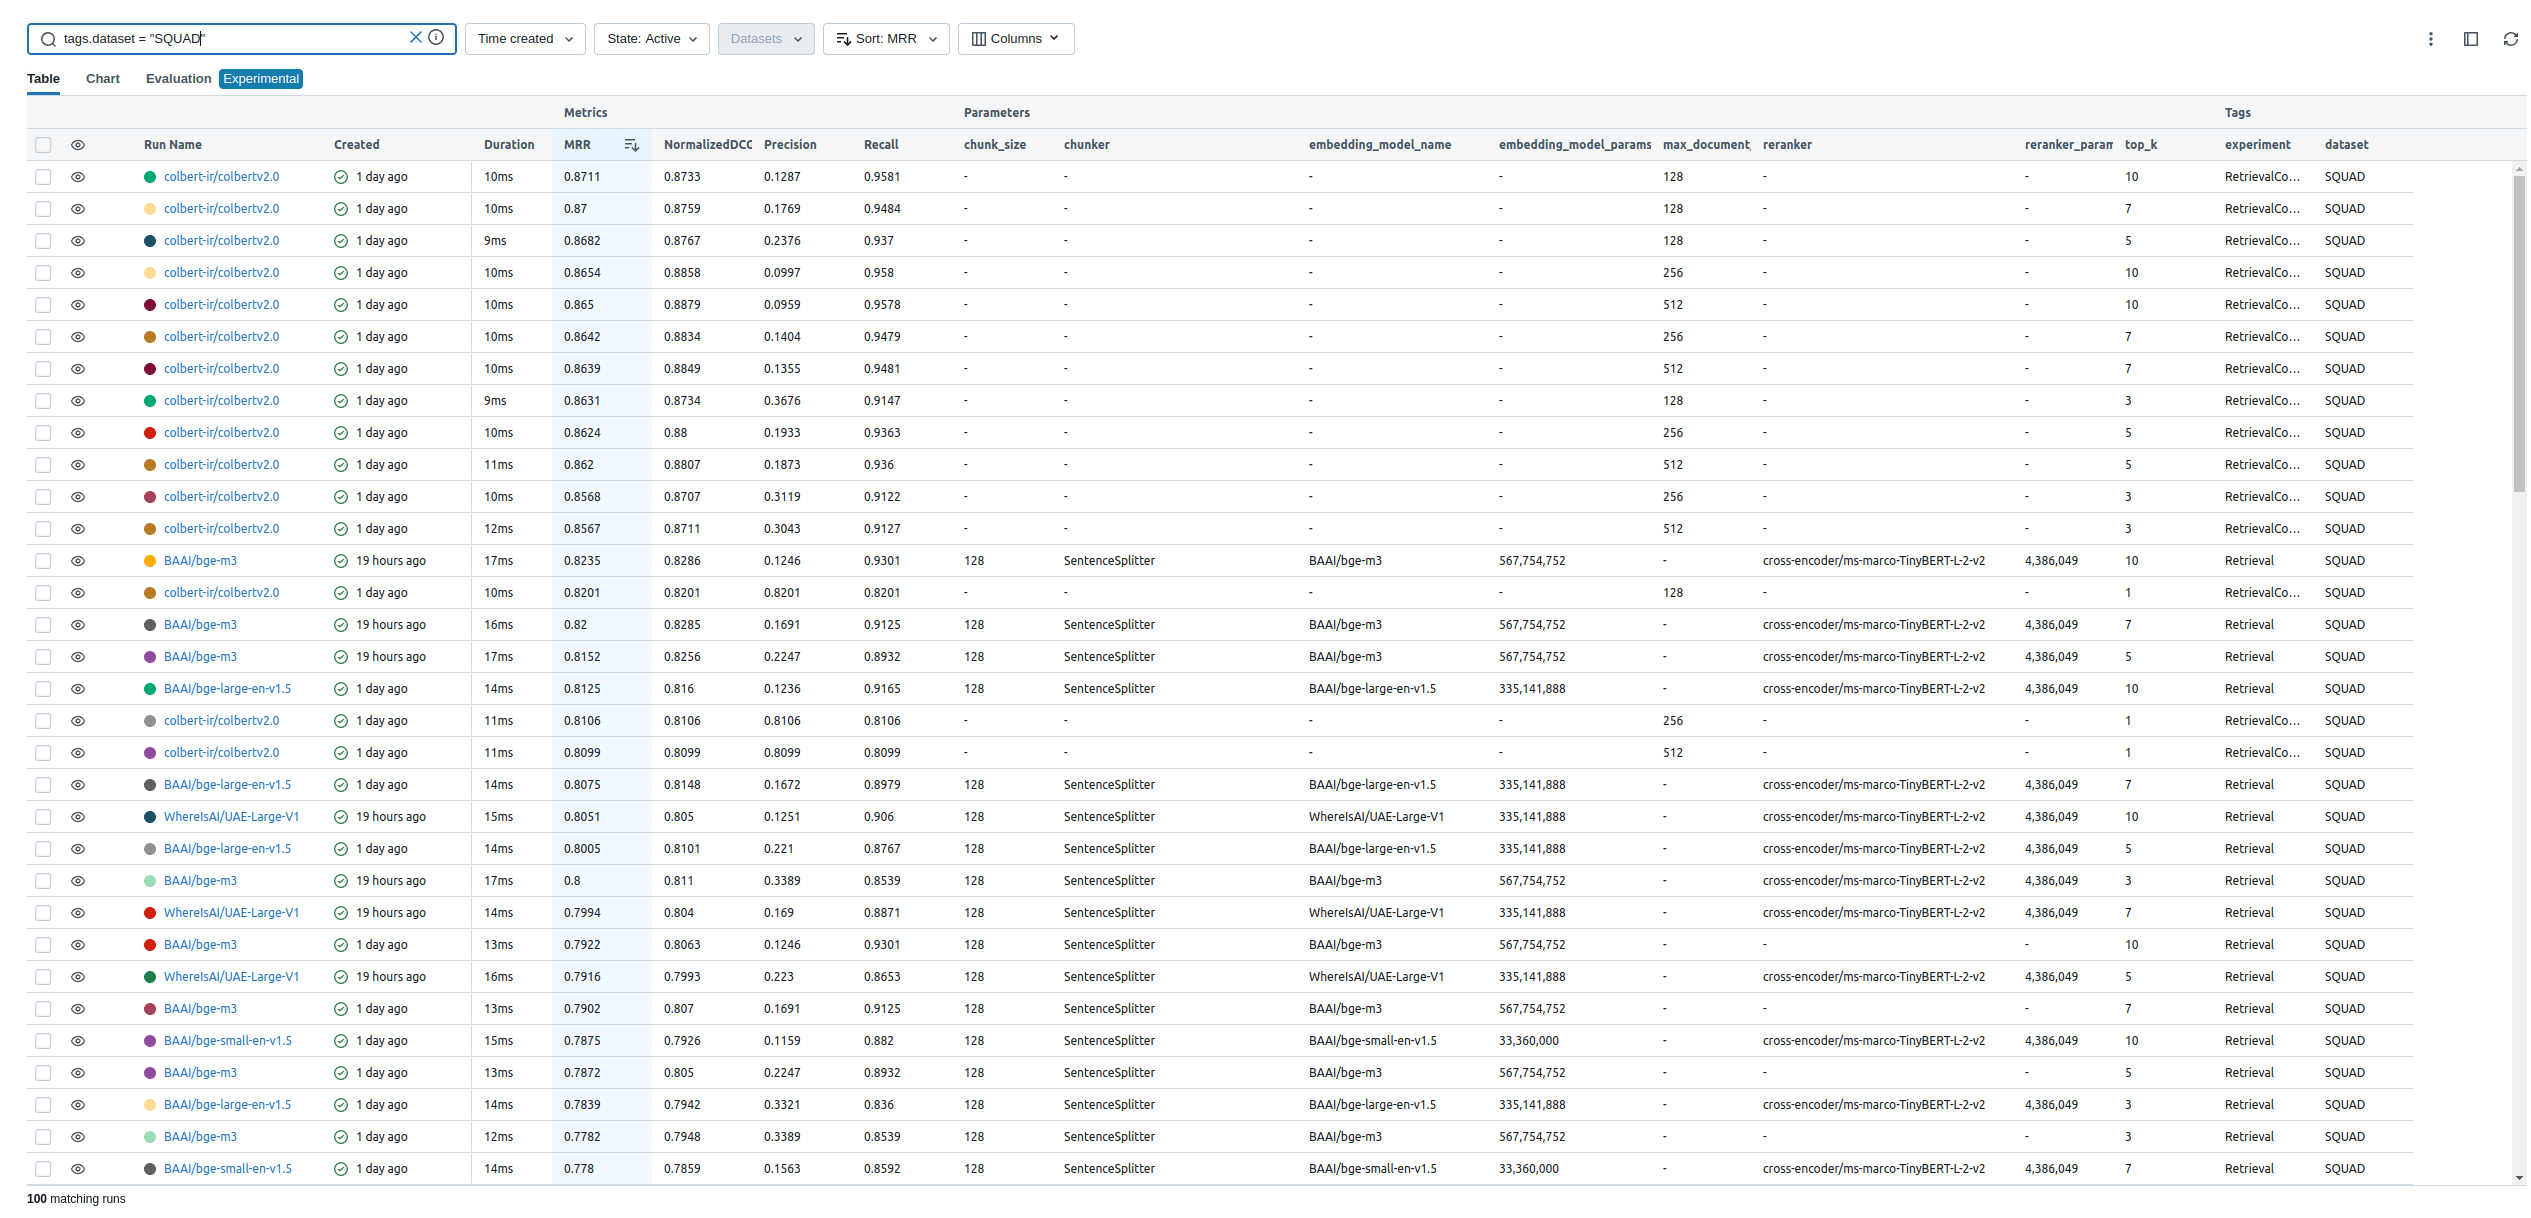 tags.dataset = "SQUAD" Time created State: Active Datasets Sort: MRR Columns
Table Chart Evaluation Experimental
Metrics Parameters Tags
Run Name Created Duration MRR NormalizedDCG Precision Recall chunk_size chunker embedding_model_name embedding_model_params max_document_ reranker reranker_param top_k experiment dataset
colbert-ir/colbertv2.0 1 day ago 10ms 0.8711 0.8733 0.1287 0.9581 - - - - 128 - - 10 RetrievalCo... SQUAD
colbert-ir/colbertv2.0 1 day ago 10ms 0.87 0.8759 0.1769 0.9484 - - - - 128 - - 7 RetrievalCo... SQUAD
colbert-ir/colbertv2.0 1 day ago 9ms 0.8682 0.8767 0.2376 0.937 - - - - 128 - - 5 RetrievalCo... SQUAD
colbert-ir/colbertv2.0 1 day ago 10ms 0.8654 0.8858 0.0997 0.958 - - - - 256 - - 10 RetrievalCo... SQUAD
colbert-ir/colbertv2.0 1 day ago 10ms 0.865 0.8879 0.0959 0.9578 - - - - 512 - - 10 RetrievalCo... SQUAD
colbert-ir/colbertv2.0 1 day ago 10ms 0.8642 0.8834 0.1404 0.9479 - - - - 256 - - 7 RetrievalCo... SQUAD
colbert-ir/colbertv2.0 1 day ago 10ms 0.8639 0.8849 0.1355 0.9481 - - - - 512 - - 7 RetrievalCo... SQUAD
colbert-ir/colbertv2.0 1 day ago 9ms 0.8631 0.8734 0.3676 0.9147 - - - - 128 - - 3 RetrievalCo... SQUAD
colbert-ir/colbertv2.0 1 day ago 10ms 0.8624 0.88 0.1933 0.9363 - - - - 256 - - 5 RetrievalCo... SQUAD
colbert-ir/colbertv2.0 1 day ago 11ms 0.862 0.8807 0.1873 0.936 - - - - 512 - - 5 RetrievalCo... SQUAD
colbert-ir/colbertv2.0 1 day ago 10ms 0.8568 0.8707 0.3119 0.9122 - - - - 256 - - 3 RetrievalCo... SQUAD
colbert-ir/colbertv2.0 1 day ago 12ms 0.8567 0.8711 0.3043 0.9127 - - - - 512 - - 3 RetrievalCo... SQUAD
BAAI/bge-m3 19 hours ago 17ms 0.8235 0.8286 0.1246 0.9301 128 SentenceSplitter BAAI/bge-m3 567,754,752 - cross-encoder/ms-marco-TinyBERT-L-2-v2 4,386,049 10 Retrieval SQUAD
colbert-ir/colbertv2.0 1 day ago 10ms 0.8201 0.8201 0.8201 0.8201 - - - - 128 - - 1 RetrievalCo... SQUAD
BAAI/bge-m3 19 hours ago 16ms 0.82 0.8285 0.1691 0.9125 128 SentenceSplitter BAAI/bge-m3 567,754,752 - cross-encoder/ms-marco-TinyBERT-L-2-v2 4,386,049 7 Retrieval SQUAD
BAAI/bge-m3 19 hours ago 17ms 0.8152 0.8256 0.2247 0.8932 128 SentenceSplitter BAAI/bge-m3 567,754,752 - cross-encoder/ms-marco-TinyBERT-L-2-v2 4,386,049 5 Retrieval SQUAD
BAAI/bge-large-en-v1.5 1 day ago 14ms 0.8125 0.816 0.1236 0.9165 128 SentenceSplitter BAAI/bge-large-en-v1.5 335,141,888 - cross-encoder/ms-marco-TinyBERT-L-2-v2 4,386,049 10 Retrieval SQUAD
colbert-ir/colbertv2.0 1 day ago 11ms 0.8106 0.8106 0.8106 0.8106 - - - - 256 - - 1 RetrievalCo... SQUAD
colbert-ir/colbertv2.0 1 day ago 11ms 0.8099 0.8099 0.8099 0.8099 - - - - 512 - - 1 RetrievalCo... SQUAD
BAAI/bge-large-en-v1.5 1 day ago 14ms 0.8075 0.8148 0.1672 0.8979 128 SentenceSplitter BAAI/bge-large-en-v1.5 335,141,888 - cross-encoder/ms-marco-TinyBERT-L-2-v2 4,386,049 7 Retrieval SQUAD
WhereIsAI/UAE-Large-V1 19 hours ago 15ms 0.8051 0.805 0.1251 0.906 128 SentenceSplitter WhereIsAI/UAE-Large-V1 335,141,888 - cross-encoder/ms-marco-TinyBERT-L-2-v2 4,386,049 10 Retrieval SQUAD
BAAI/bge-large-en-v1.5 1 day ago 14ms 0.8005 0.8101 0.221 0.8767 128 SentenceSplitter BAAI/bge-large-en-v1.5 335,141,888 - cross-encoder/ms-marco-TinyBERT-L-2-v2 4,386,049 5 Retrieval SQUAD
BAAI/bge-m3 19 hours ago 17ms 0.8 0.811 0.3389 0.8539 128 SentenceSplitter BAAI/bge-m3 567,754,752 - cross-encoder/ms-marco-TinyBERT-L-2-v2 4,386,049 3 Retrieval SQUAD
WhereIsAI/UAE-Large-V1 19 hours ago 14ms 0.7994 0.804 0.169 0.8871 128 SentenceSplitter WhereIsAI/UAE-Large-V1 335,141,888 - cross-encoder/ms-marco-TinyBERT-L-2-v2 4,386,049 7 Retrieval SQUAD
BAAI/bge-m3 1 day ago 13ms 0.7922 0.8063 0.1246 0.9301 128 SentenceSplitter BAAI/bge-m3 567,754,752 - - - 10 Retrieval SQUAD
WhereIsAI/UAE-Large-V1 19 hours ago 16ms 0.7916 0.7993 0.223 0.8653 128 SentenceSplitter WhereIsAI/UAE-Large-V1 335,141,888 - cross-encoder/ms-marco-TinyBERT-L-2-v2 4,386,049 5 Retrieval SQUAD
BAAI/bge-m3 1 day ago 13ms 0.7902 0.807 0.1691 0.9125 128 SentenceSplitter BAAI/bge-m3 567,754,752 - - - 7 Retrieval SQUAD
BAAI/bge-small-en-v1.5 1 day ago 15ms 0.7875 0.7926 0.1159 0.882 128 SentenceSplitter BAAI/bge-small-en-v1.5 33,360,000 - cross-encoder/ms-marco-TinyBERT-L-2-v2 4,386,049 10 Retrieval SQUAD
BAAI/bge-m3 1 day ago 13ms 0.7872 0.805 0.2247 0.8932 128 SentenceSplitter BAAI/bge-m3 567,754,752 - - - 5 Retrieval SQUAD
BAAI/bge-large-en-v1.5 1 day ago 14ms 0.7839 0.7942 0.3321 0.836 128 SentenceSplitter BAAI/bge-large-en-v1.5 335,141,888 - cross-encoder/ms-marco-TinyBERT-L-2-v2 4,386,049 3 Retrieval SQUAD
BAAI/bge-m3 1 day ago 12ms 0.7782 0.7948 0.3389 0.8539 128 SentenceSplitter BAAI/bge-m3 567,754,752 - - - 3 Retrieval SQUAD
BAAI/bge-small-en-v1.5 1 day ago 14ms 0.778 0.7859 0.1563 0.8592 128 SentenceSplitter BAAI/bge-small-en-v1.5 33,360,000 - cross-encoder/ms-marco-TinyBERT-L-2-v2 4,386,049 7 Retrieval SQUAD
100 matching runs